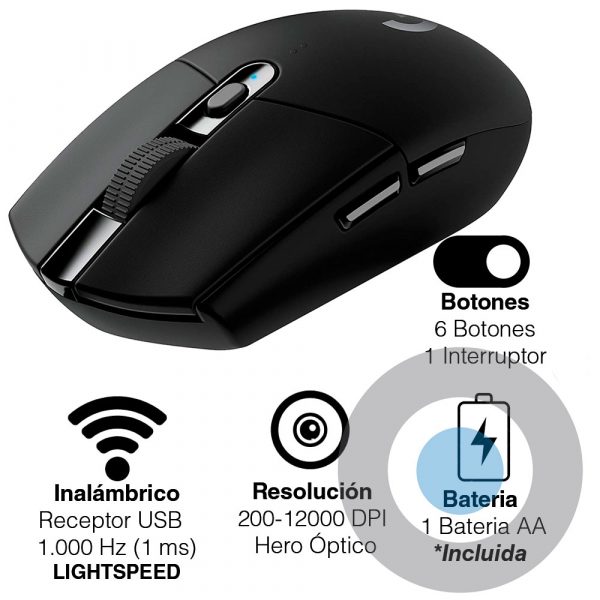 Botones
6 Botones
1 Interruptor
Inalámbrico
Receptor USB
1.000 Hz (1 ms)
LIGHTSPEED
Resolución
200-12000 DPI
Hero Óptico
Bateria
1 Bateria AA
*Incluida